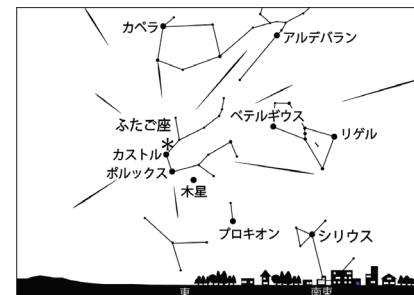 カペラ
アルデバラン
ふたご座
ベテルギウス
カストル
リゲル
ポルックス
木星
プロキオン
シリウス
東
南東